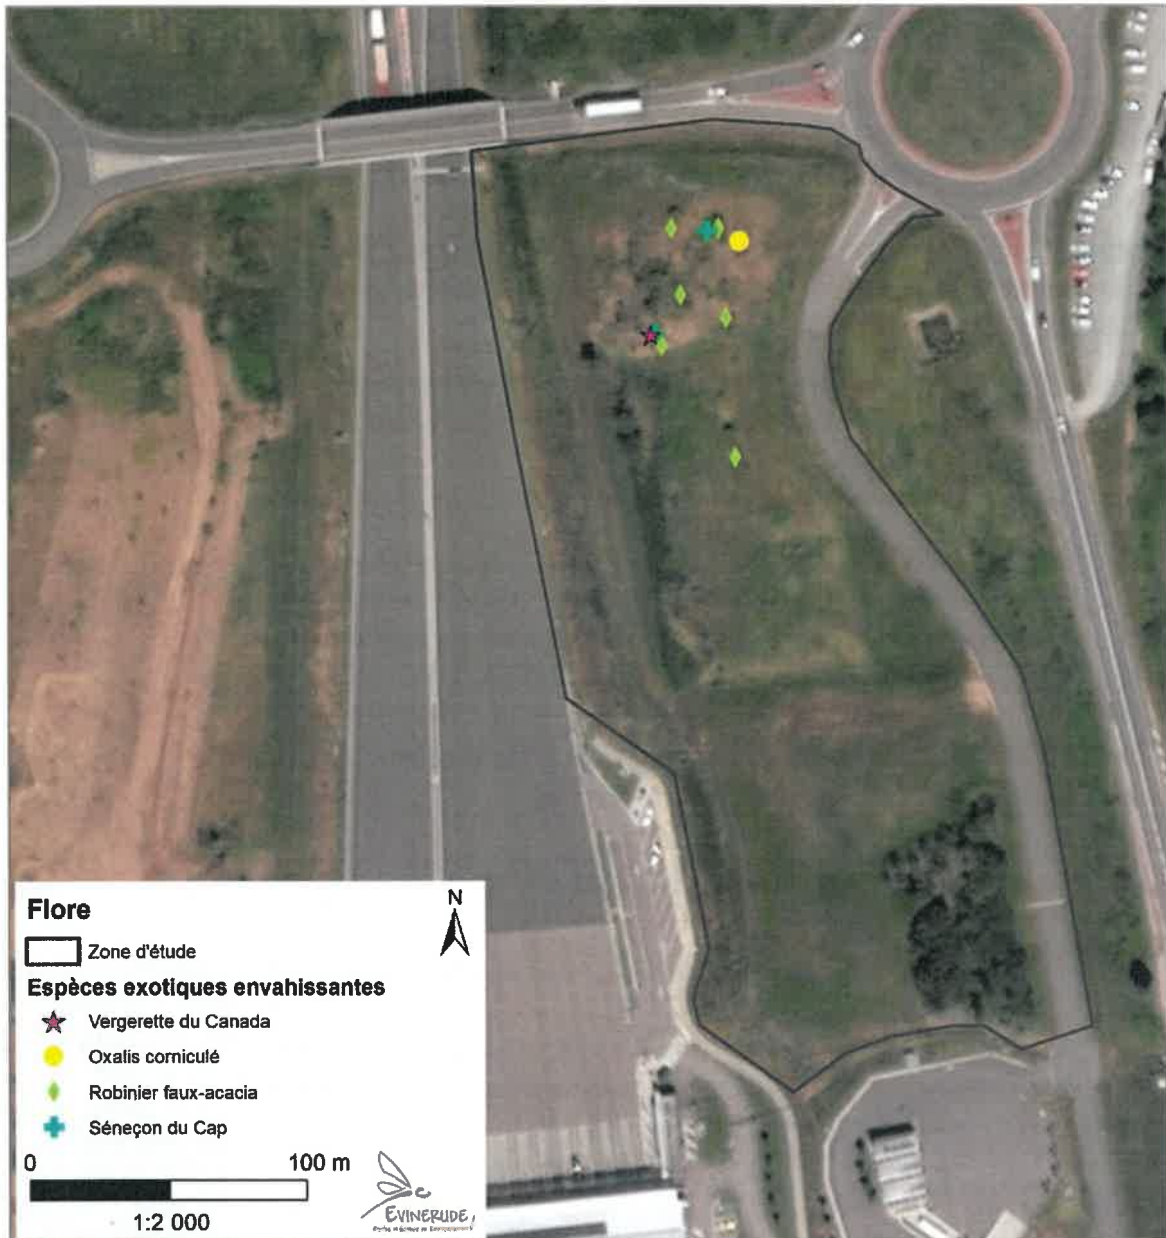 Flore
N
Zone d'étude
Espèces exotiques envahissantes
Vergerette du Canada
Oxalis corniculé
Robinier faux-acacia
Séneçon du Cap
0 100 m
1:2 000
EVINERUDE